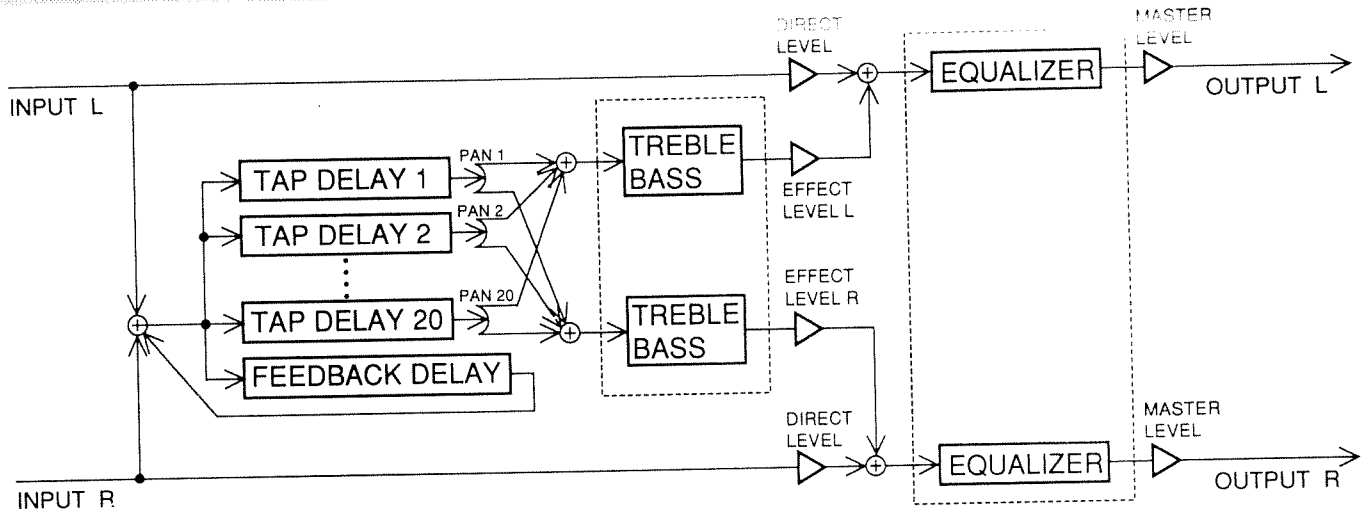 DIRECT
LEVEL
MASTER
LEVEL
EQUALIZER
INPUT L
OUTPUT L
TREBLE
BASS
EFFECT
LEVEL L
PAN 1
TAP DELAY 1
PAN 2
TAP DELAY 2
PAN 20
TAP DELAY 20
FEEDBACK DELAY
TREBLE
BASS
EFFECT
LEVEL R
DIRECT
LEVEL
MASTER
LEVEL
EQUALIZER
INPUT R
OUTPUT R